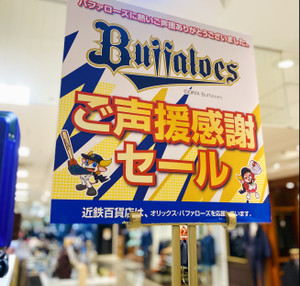 バファローズに熱いご声援ありがとうございました。
Buffaloes
©ORIX Buffaloes
ご声援感謝
セール
近鉄百貨店は、オリックス・バファローズを応援しています。